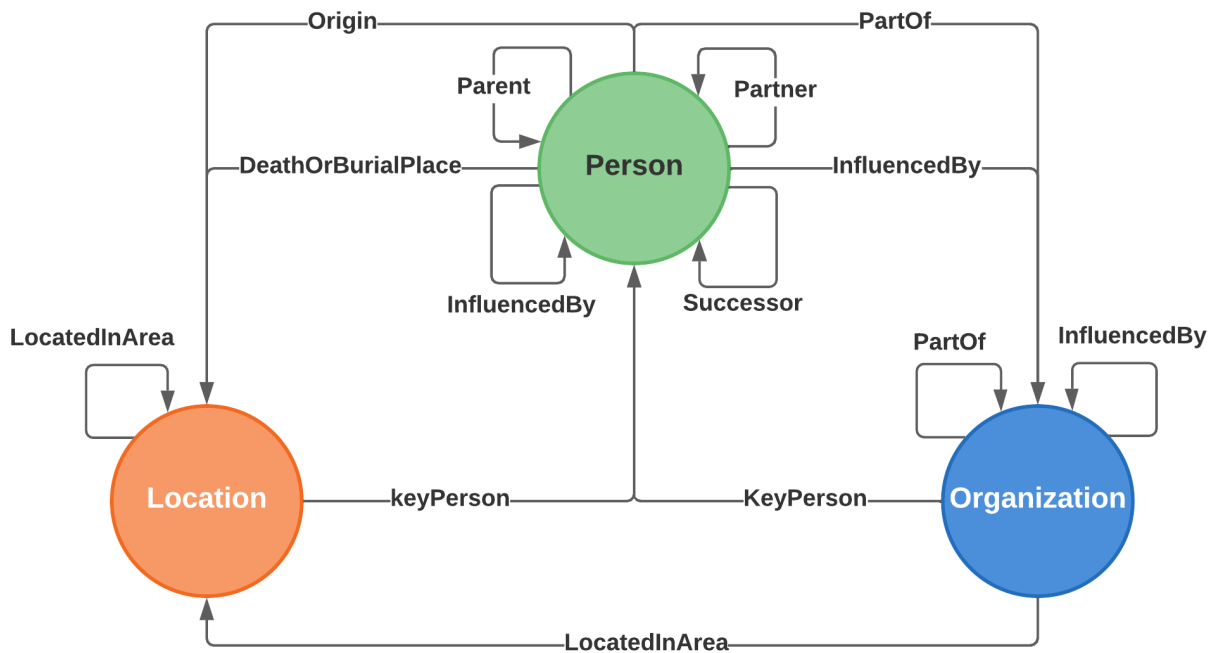 Origin
PartOf
Parent
Partner
Person
DeathOrBurialPlace
InfluencedBy
InfluencedBy
Successor
LocatedInArea
PartOf
InfluencedBy
Location
keyPerson
KeyPerson
Organization
LocatedInArea